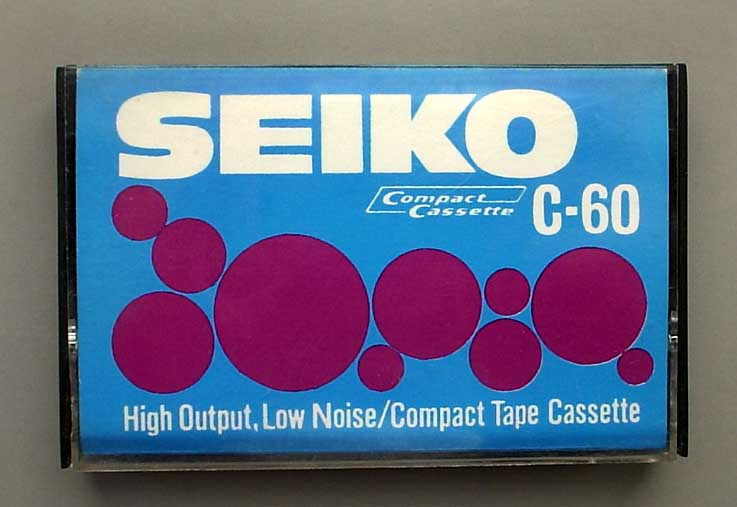 SEIKO
Compact
Cassette
C-60
High Output, Low Noise/Compact Tape Cassette